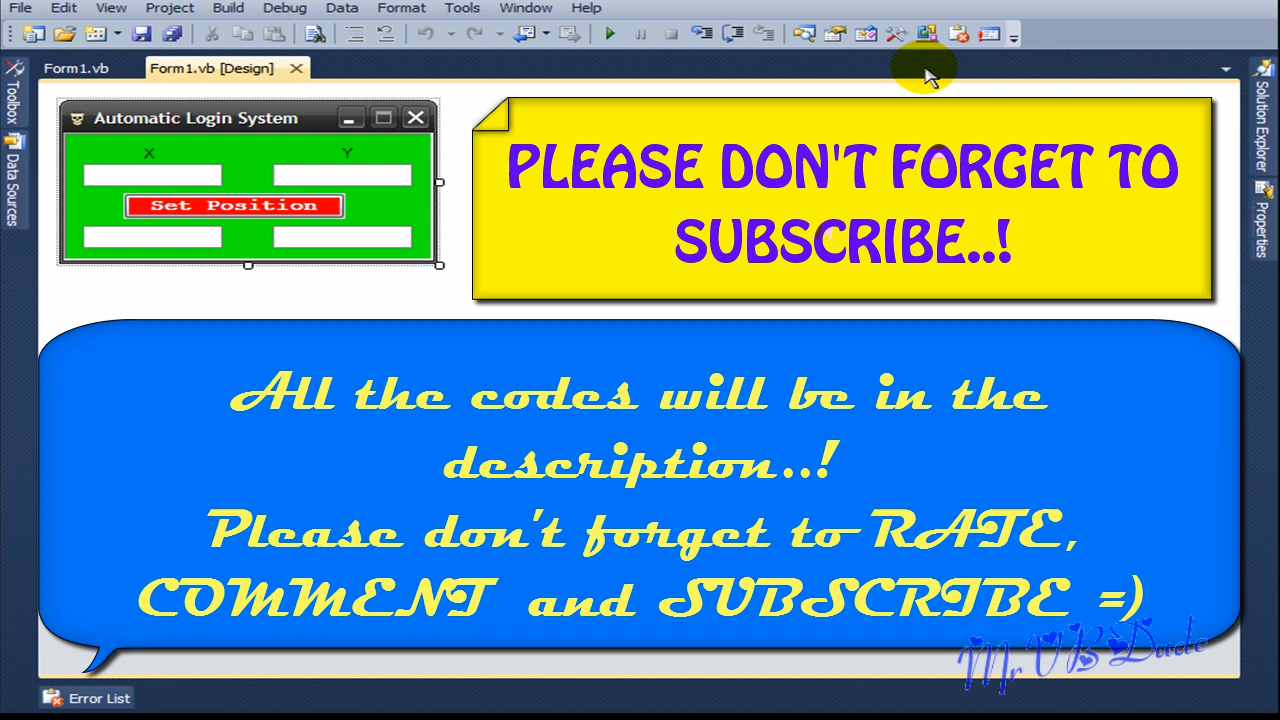 File Edit View Project Build Debug Data Format Tools Window Help
Form1.vb Form1.vb [Design]
Toolbox
Data Sources
Solution Explorer
Properties
Automatic Login System
X Y
Set Position
PLEASE DON'T FORGET TO
SUBSCRIBE..!
All the codes will be in the
description..!
Please don't forget to RATE,
COMMENT and SUBSCRIBE =)
Mr VB Dude
Error List